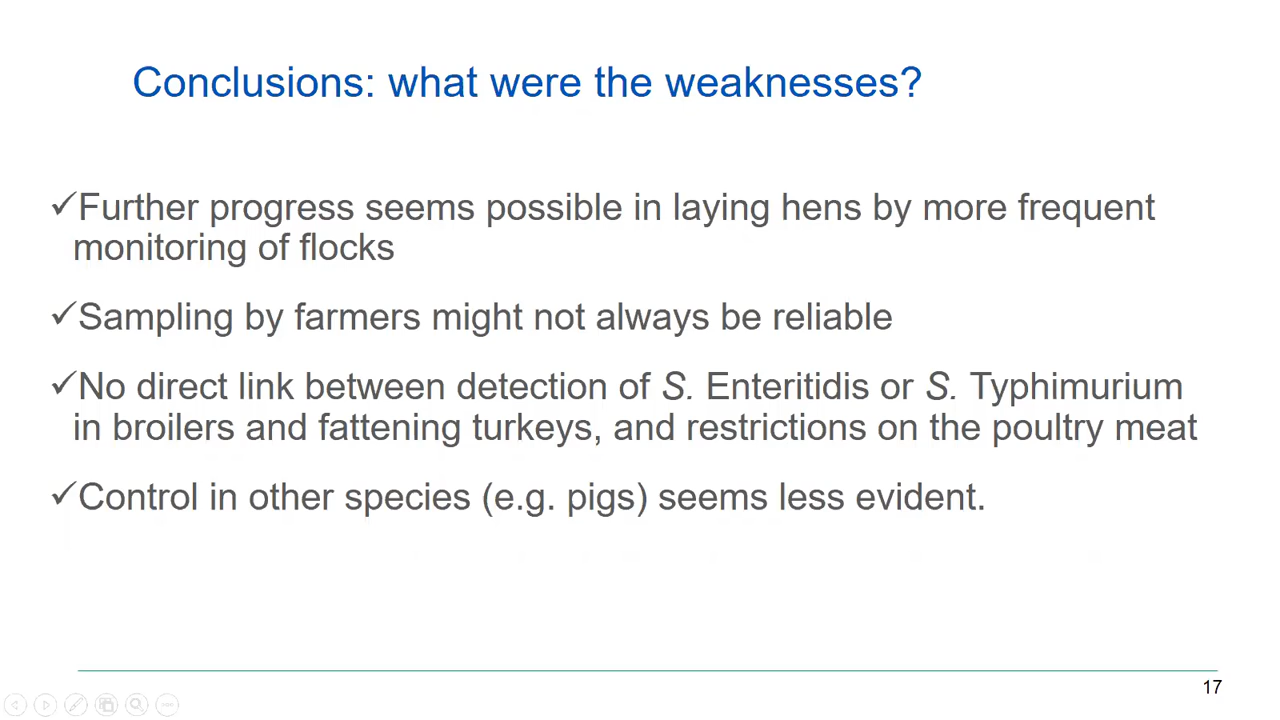 Conclusions: what were the weaknesses?
✓Further progress seems possible in laying hens by more frequent
monitoring of flocks
✓Sampling by farmers might not always be reliable
✓No direct link between detection of S. Enteritidis or S. Typhimurium
in broilers and fattening turkeys, and restrictions on the poultry meat
✓Control in other species (e.g. pigs) seems less evident.
17